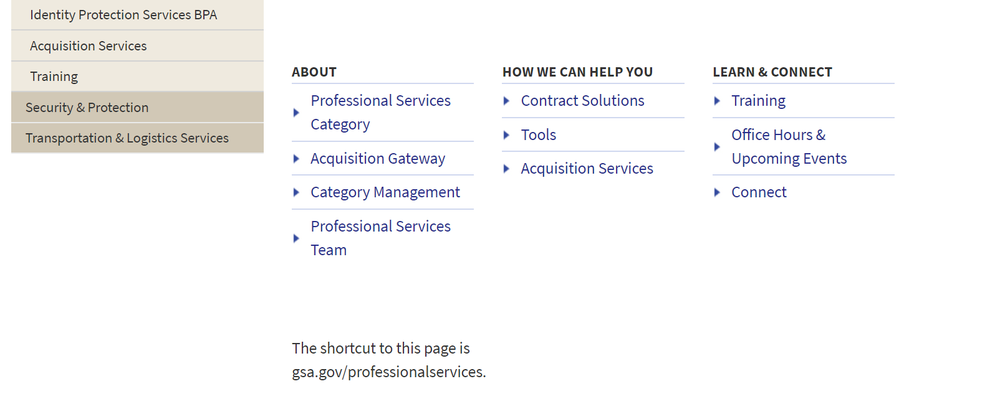 Identity Protection Services BPA
Acquisition Services
Training
Security & Protection
Transportation & Logistics Services
ABOUT
Professional Services
Category
Acquisition Gateway
Category Management
Professional Services
Team
HOW WE CAN HELP YOU
Contract Solutions
Tools
Acquisition Services
LEARN & CONNECT
Training
Office Hours &
Upcoming Events
Connect
The shortcut to this page is
gsa.gov/professionalservices.